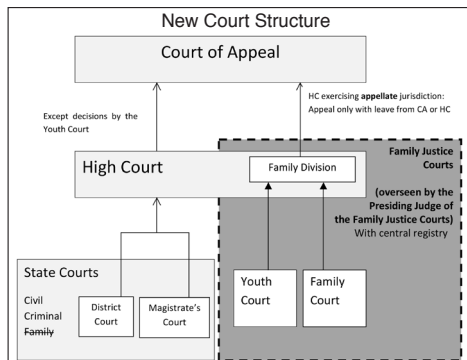 New Court Structure
Court of Appeal
Except decisions by the
Youth Court
HC exercising appellate jurisdiction:
Appeal only with leave from CA or HC
High Court
Family Division
Family Justice
Courts
(overseen by the
Presiding Judge of
the Family Justice Courts)
With central registry
State Courts
Civil
Criminal
Family
District
Court
Magistrate's
Court
Youth
Court
Family
Court